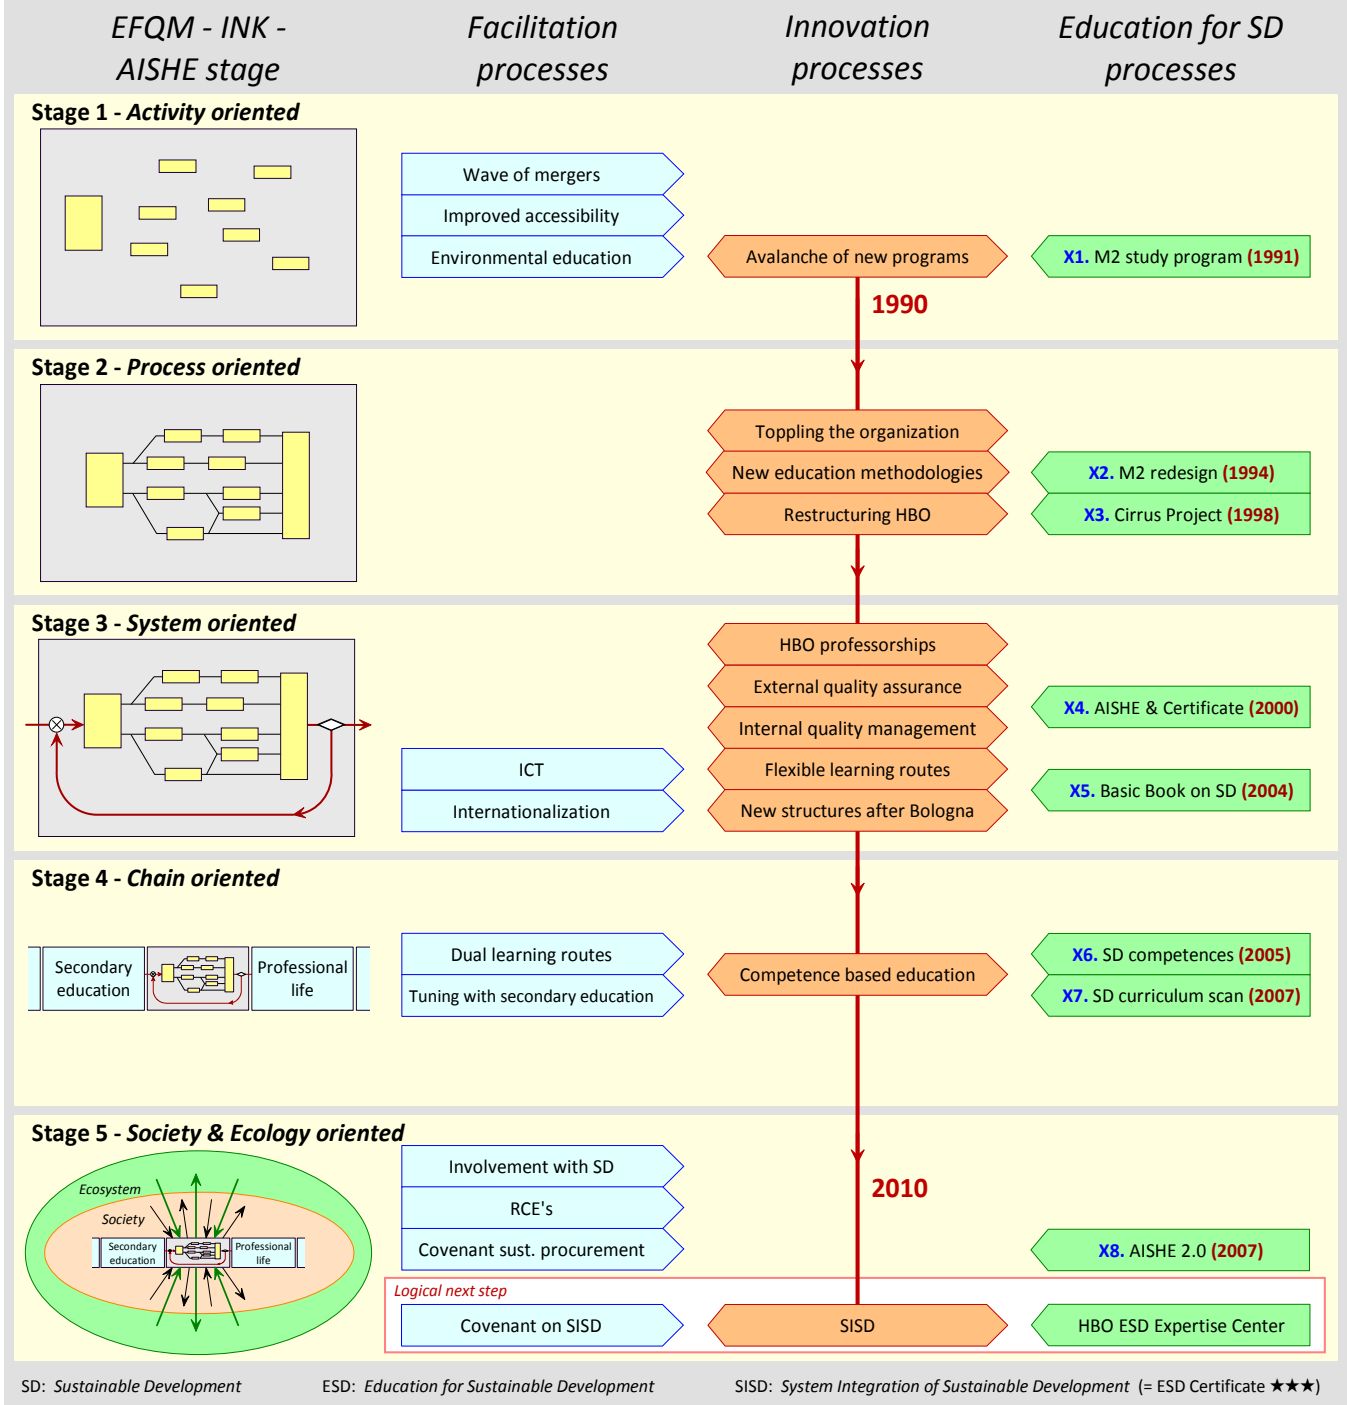 EFQM - INK -
AISHE stage
Facilitation
processes
Innovation
processes
Education for SD
processes
Stage 1 - Activity oriented
Wave of mergers
Improved accessibility
Environmental education
Avalanche of new programs
X1. M2 study program (1991)
1990
Stage 2 - Process oriented
Toppling the organization
New education methodologies
Restructuring HBO
X2. M2 redesign (1994)
X3. Cirrus Project (1998)
Stage 3 - System oriented
ICT
Internationalization
HBO professorships
External quality assurance
Internal quality management
Flexible learning routes
New structures after Bologna
X4. AISHE & Certificate (2000)
X5. Basic Book on SD (2004)
Stage 4 - Chain oriented
Secondary
education
Professional
life
Dual learning routes
Tuning with secondary education
Competence based education
X6. SD competences (2005)
X7. SD curriculum scan (2007)
Stage 5 - Society & Ecology oriented
Ecosystem
Society
Secondary
education
Professional
life
Involvement with SD
RCE's
Covenant sust. procurement
2010
X8. AISHE 2.0 (2007)
Logical next step
Covenant on SISD
SISD
HBO ESD Expertise Center
SD: Sustainable Development
ESD: Education for Sustainable Development
SISD: System Integration of Sustainable Development (= ESD Certificate ★★★)